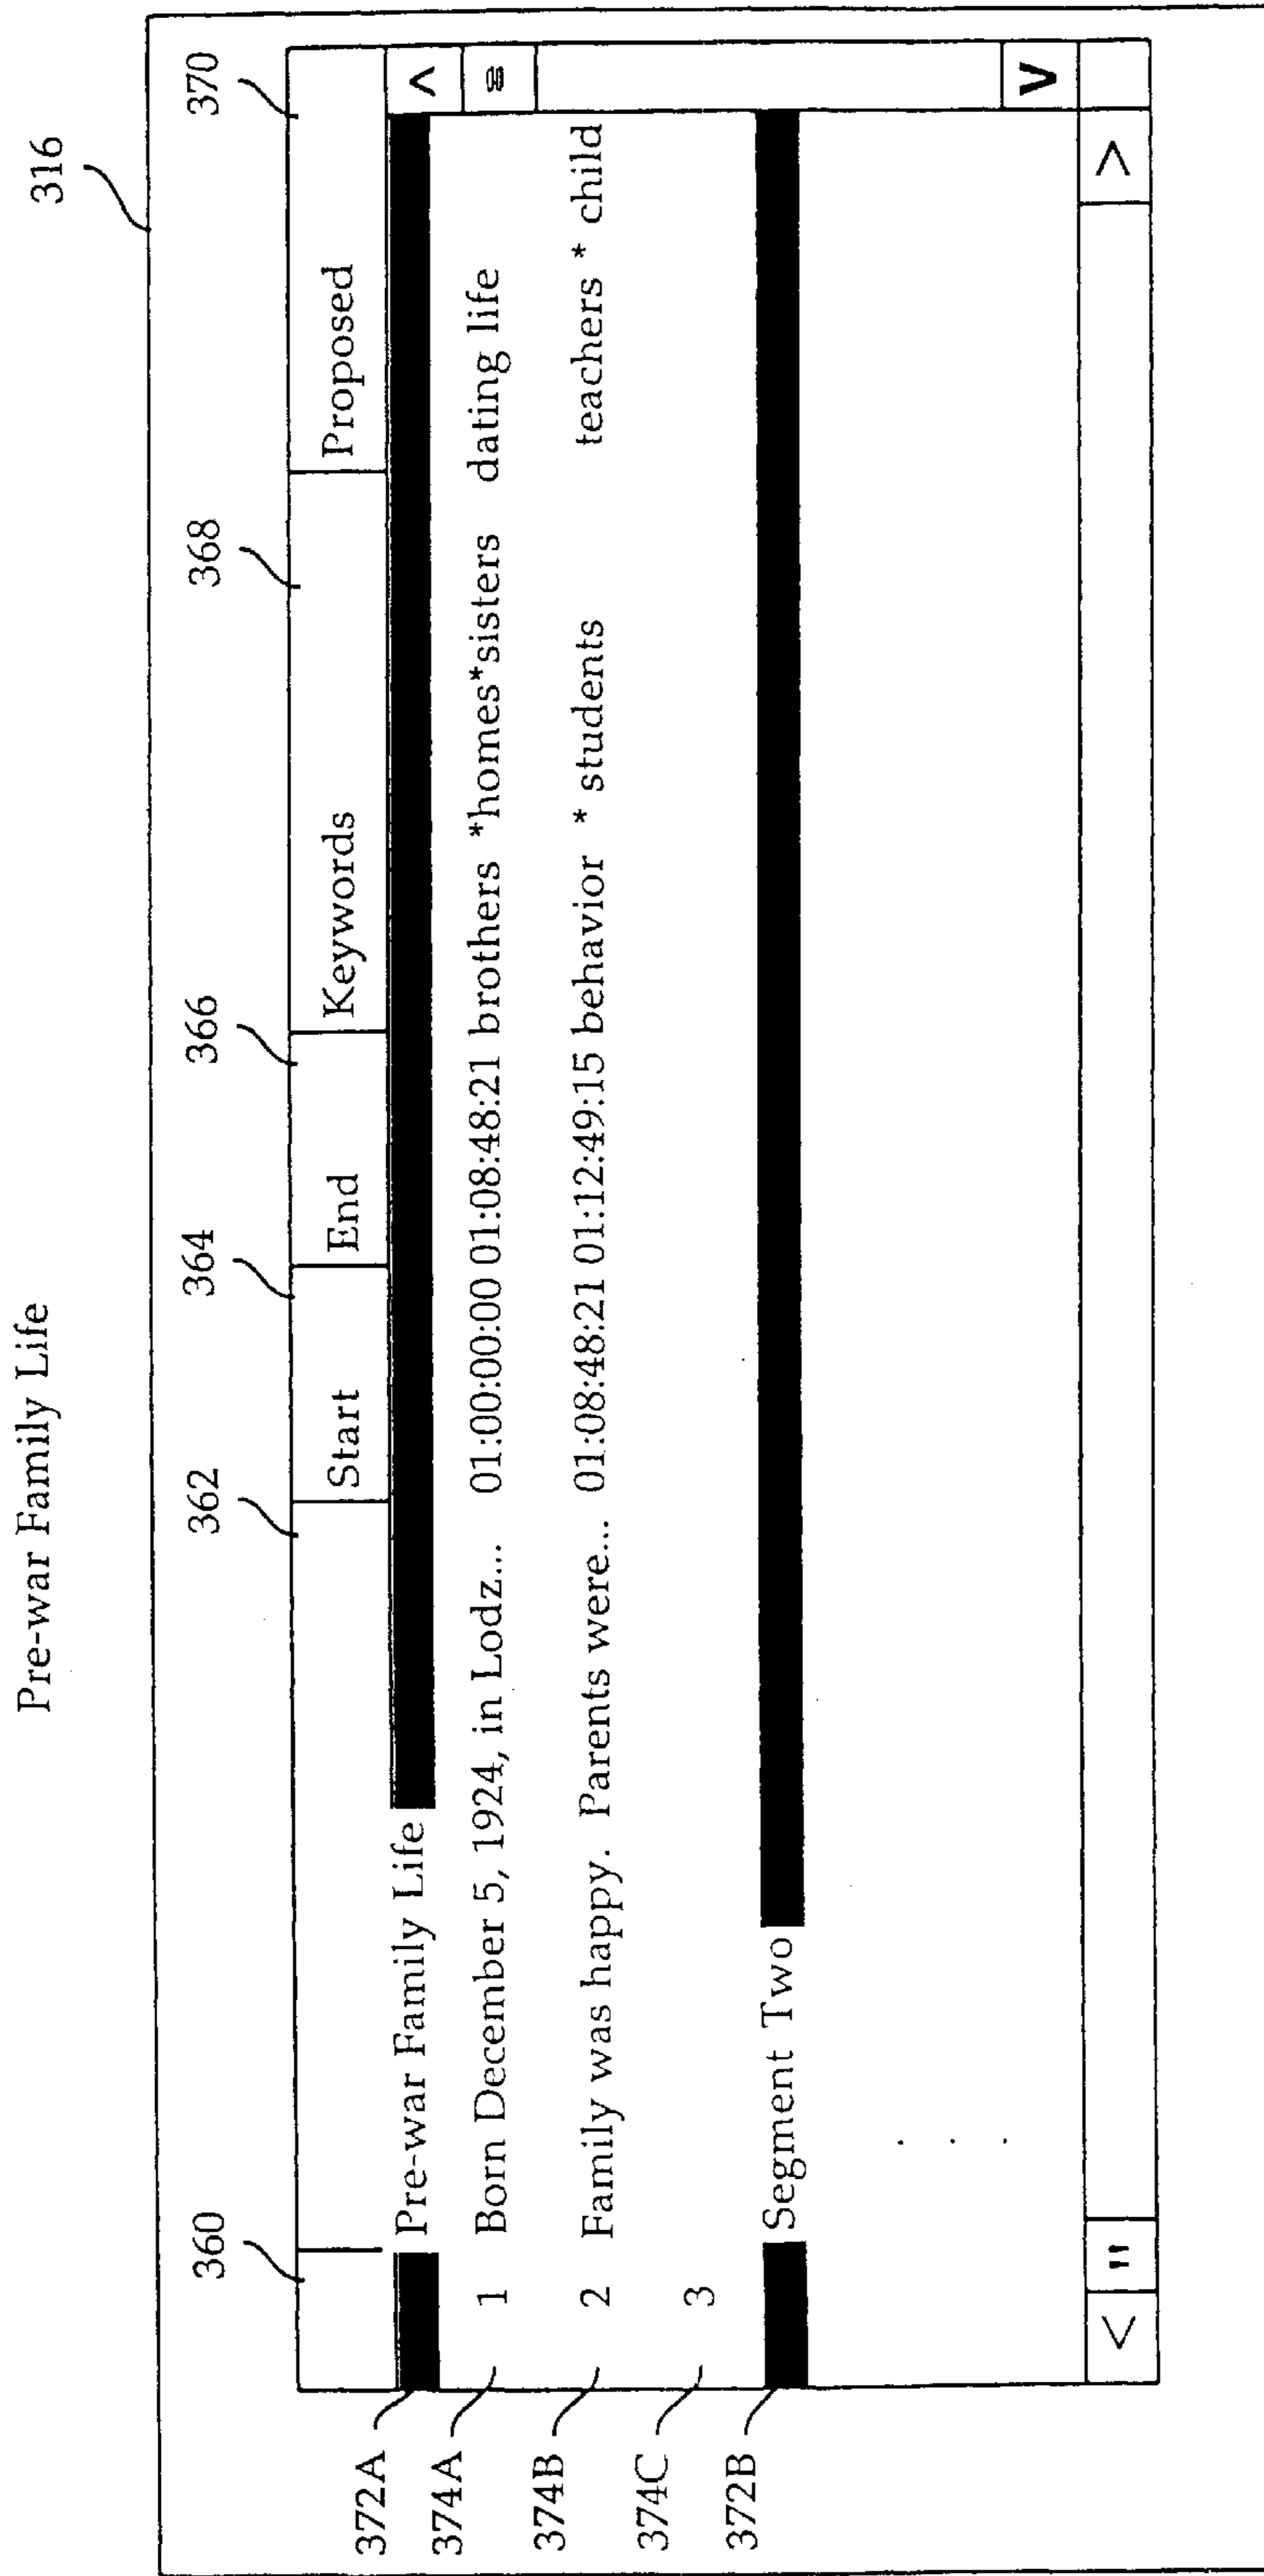 Pre-war Family Life
316
360 362 364 366 368 370
Start End Keywords Proposed
372A Pre-war Family Life
374A 1 Born December 5, 1924, in Lodz... 01:00:00:00 01:08:48:21 brothers *homes*sisters dating life
374B 2 Family was happy. Parents were... 01:08:48:21 01:12:49:15 behavior * students teachers * child
374C 3
372B Segment Two
. . .